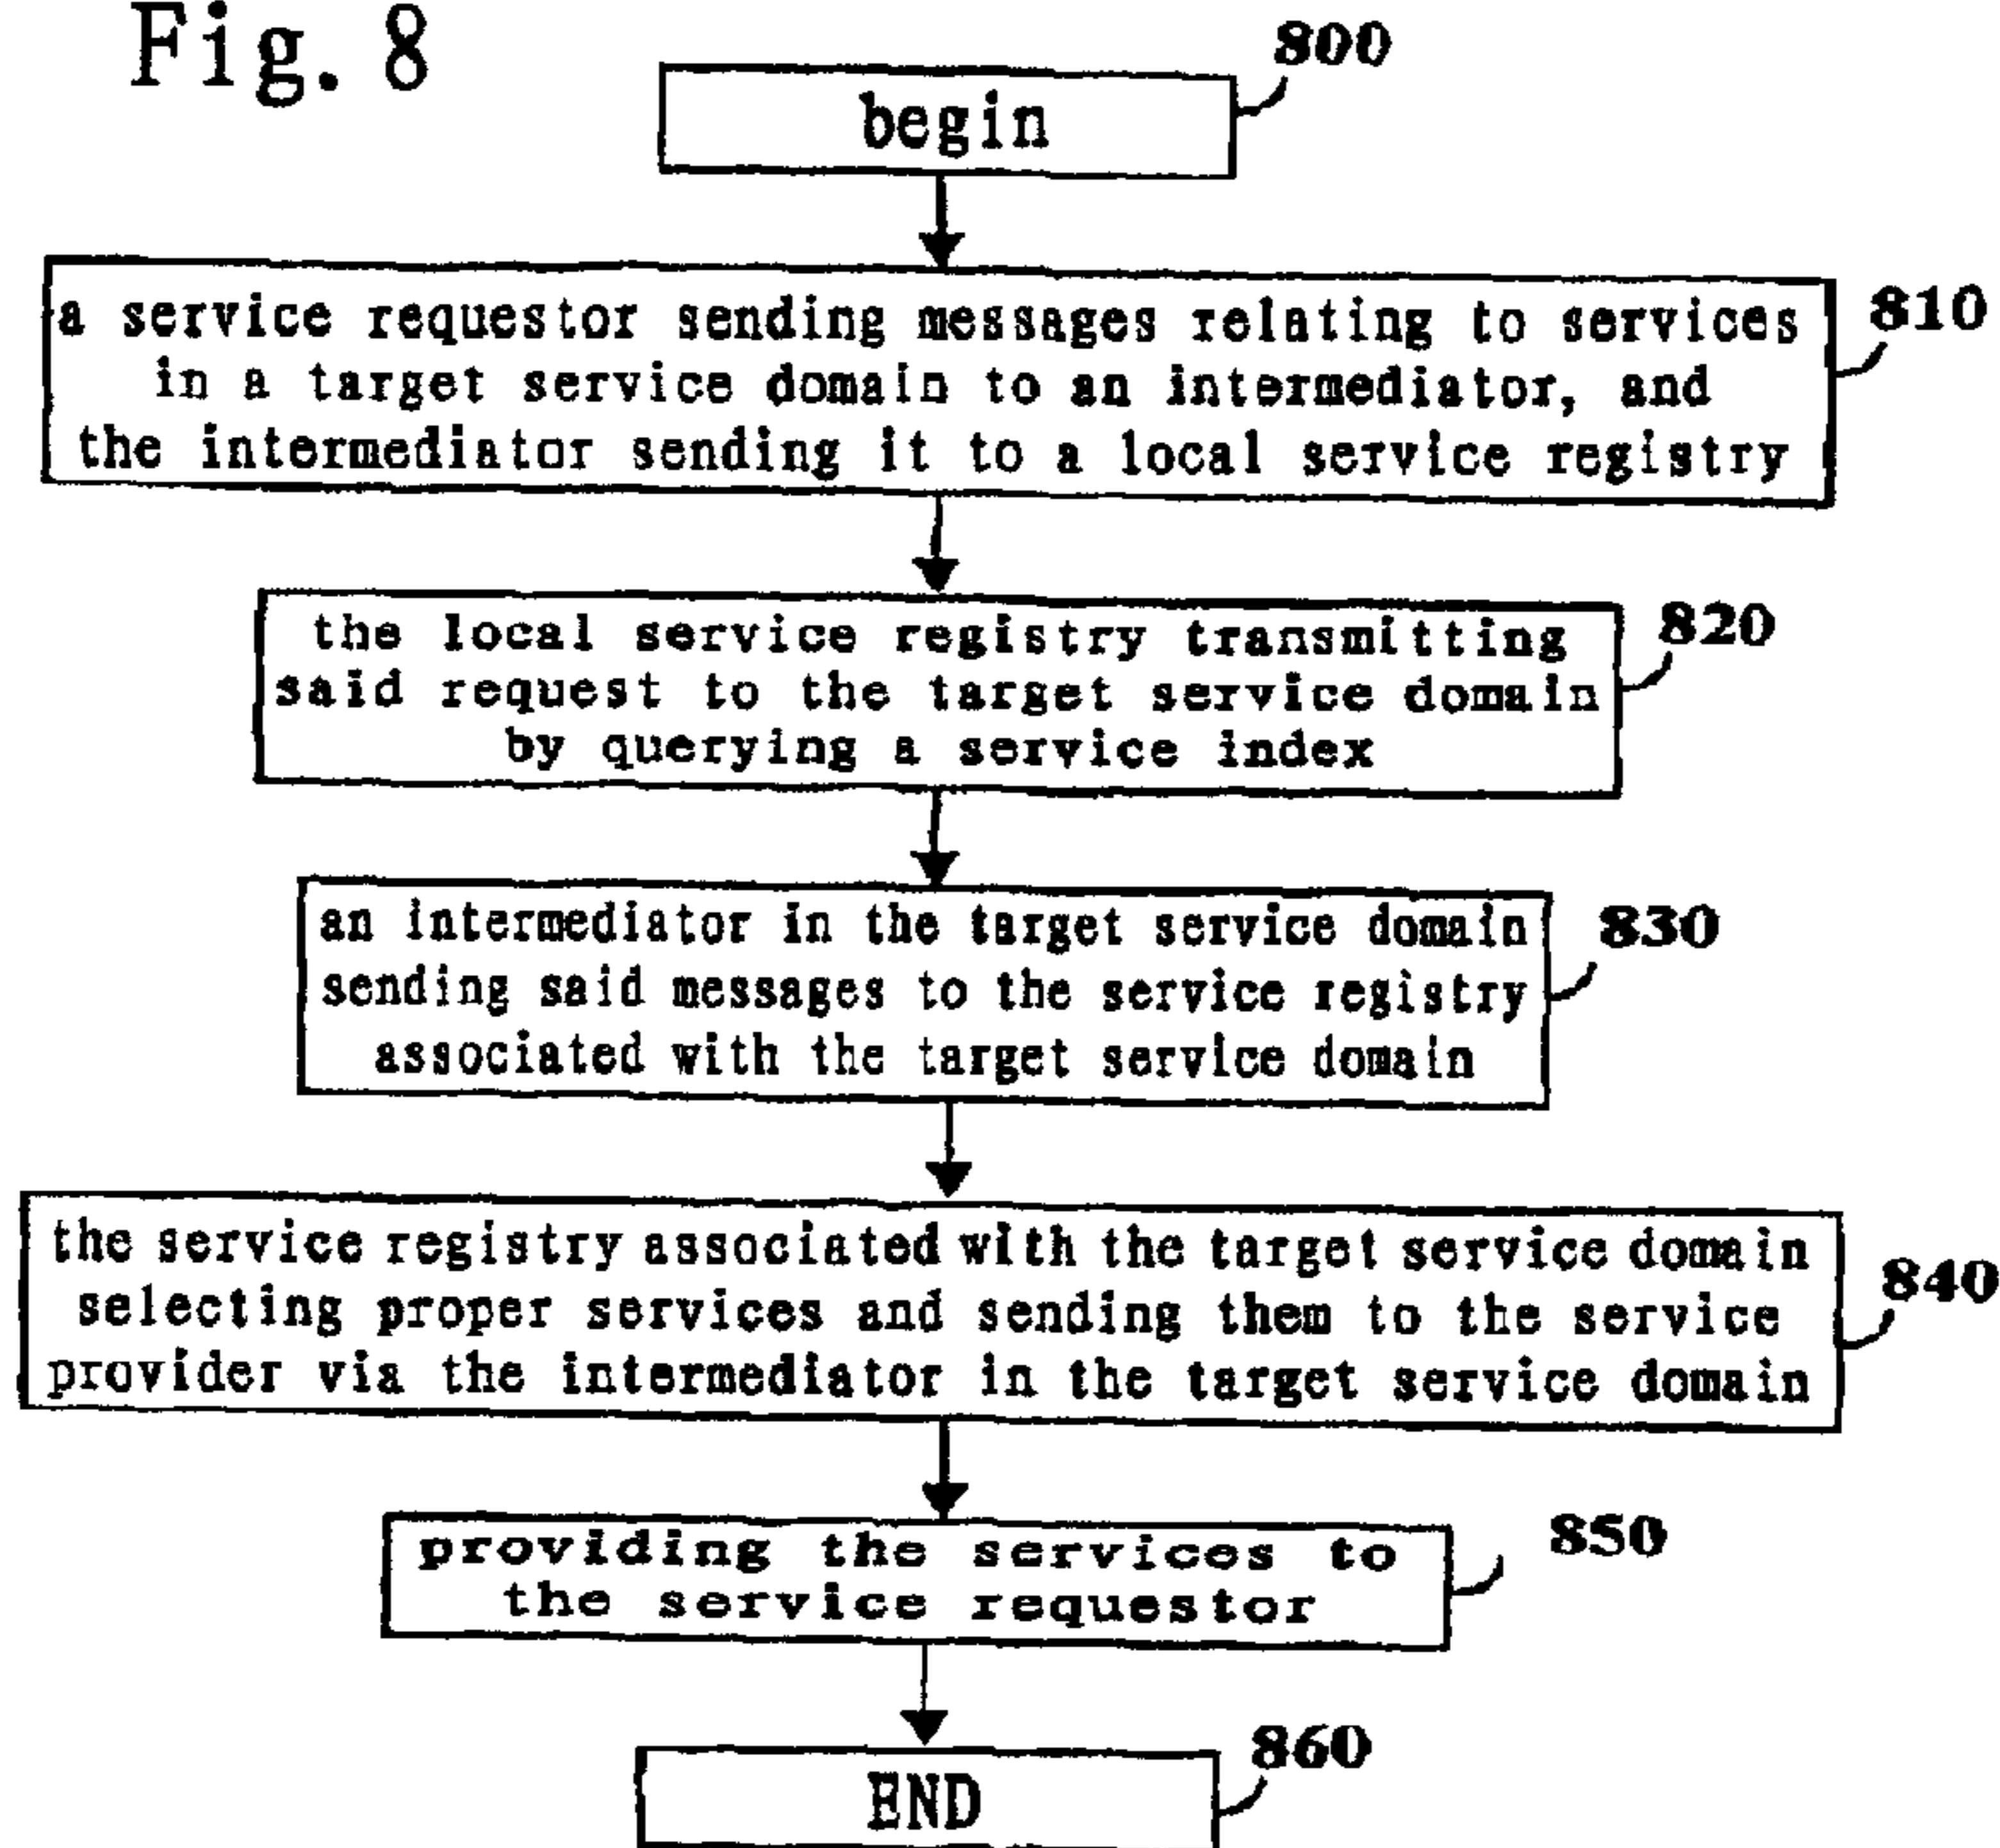 Fig. 8
800
begin
810
a service requestor sending messages relating to services
in a target service domain to an intermediator, and
the intermediator sending it to a local service registry
820
the local service registry transmitting
said request to the target service domain
by querying a service index
830
an intermediator in the target service domain
sending said messages to the service registry
associated with the target service domain
840
the service registry associated with the target service domain
selecting proper services and sending them to the service
provider via the intermediator in the target service domain
850
providing the services to
the service requestor
860
END